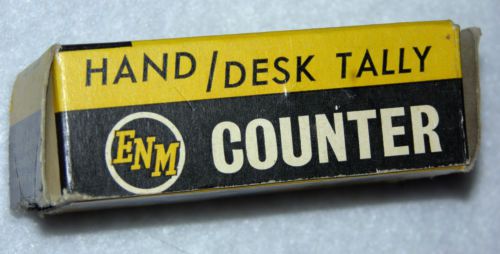 HAND/DESK TALLY
ENM COUNTER